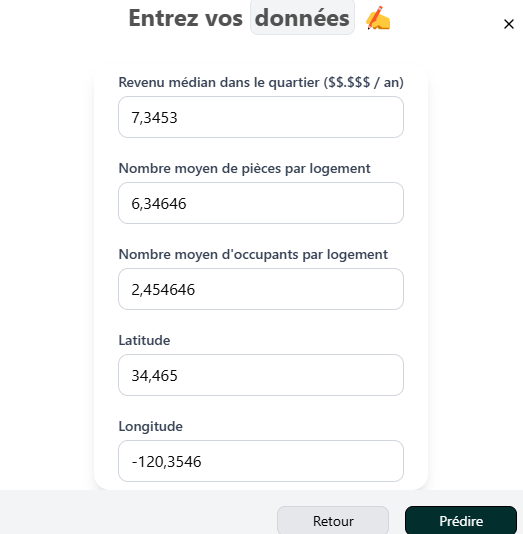 Entrez vos données ✍️
×
Revenu médian dans le quartier ($$.$$$ / an)
7,3453
Nombre moyen de pièces par logement
6,34646
Nombre moyen d'occupants par logement
2,454646
Latitude
34,465
Longitude
-120,3546
Retour Prédire